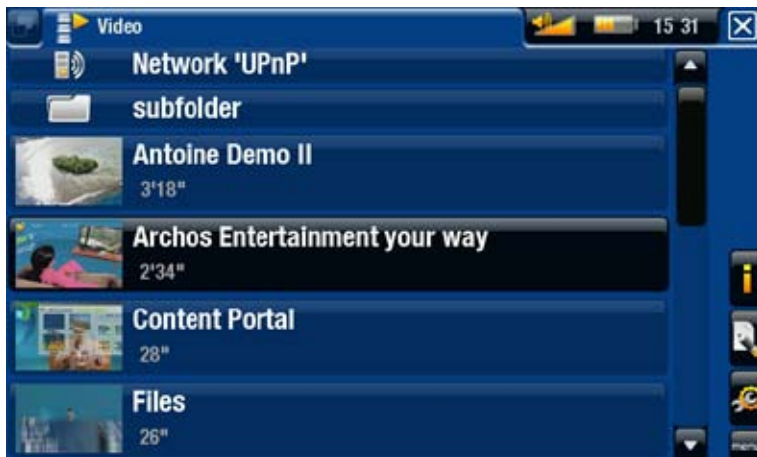 Video
15 31
Network 'UPnP'
subfolder
Antoine Demo II
3'18"
Archos Entertainment your way
2'34"
Content Portal
28"
Files
26"
menu